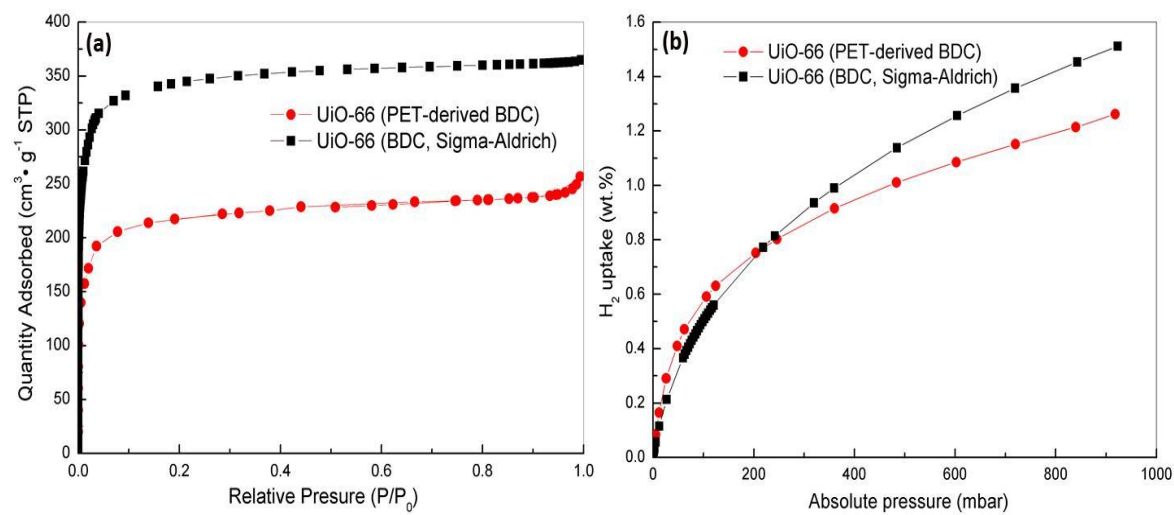 (a)
400
350
300
250
200
150
100
50
0
Quantity Adsorbed (cm³• g⁻¹ STP)
UiO-66 (PET-derived BDC)
UiO-66 (BDC, Sigma-Aldrich)
0.0 0.2 0.4 0.6 0.8 1.0
Relative Presure (P/P₀)
(b)
1.6
1.4
1.2
1.0
0.8
0.6
0.4
0.2
0.0
H₂ uptake (wt.%)
UiO-66 (PET-derived BDC)
UiO-66 (BDC, Sigma-Aldrich)
0 200 400 600 800 1000
Absolute pressure (mbar)